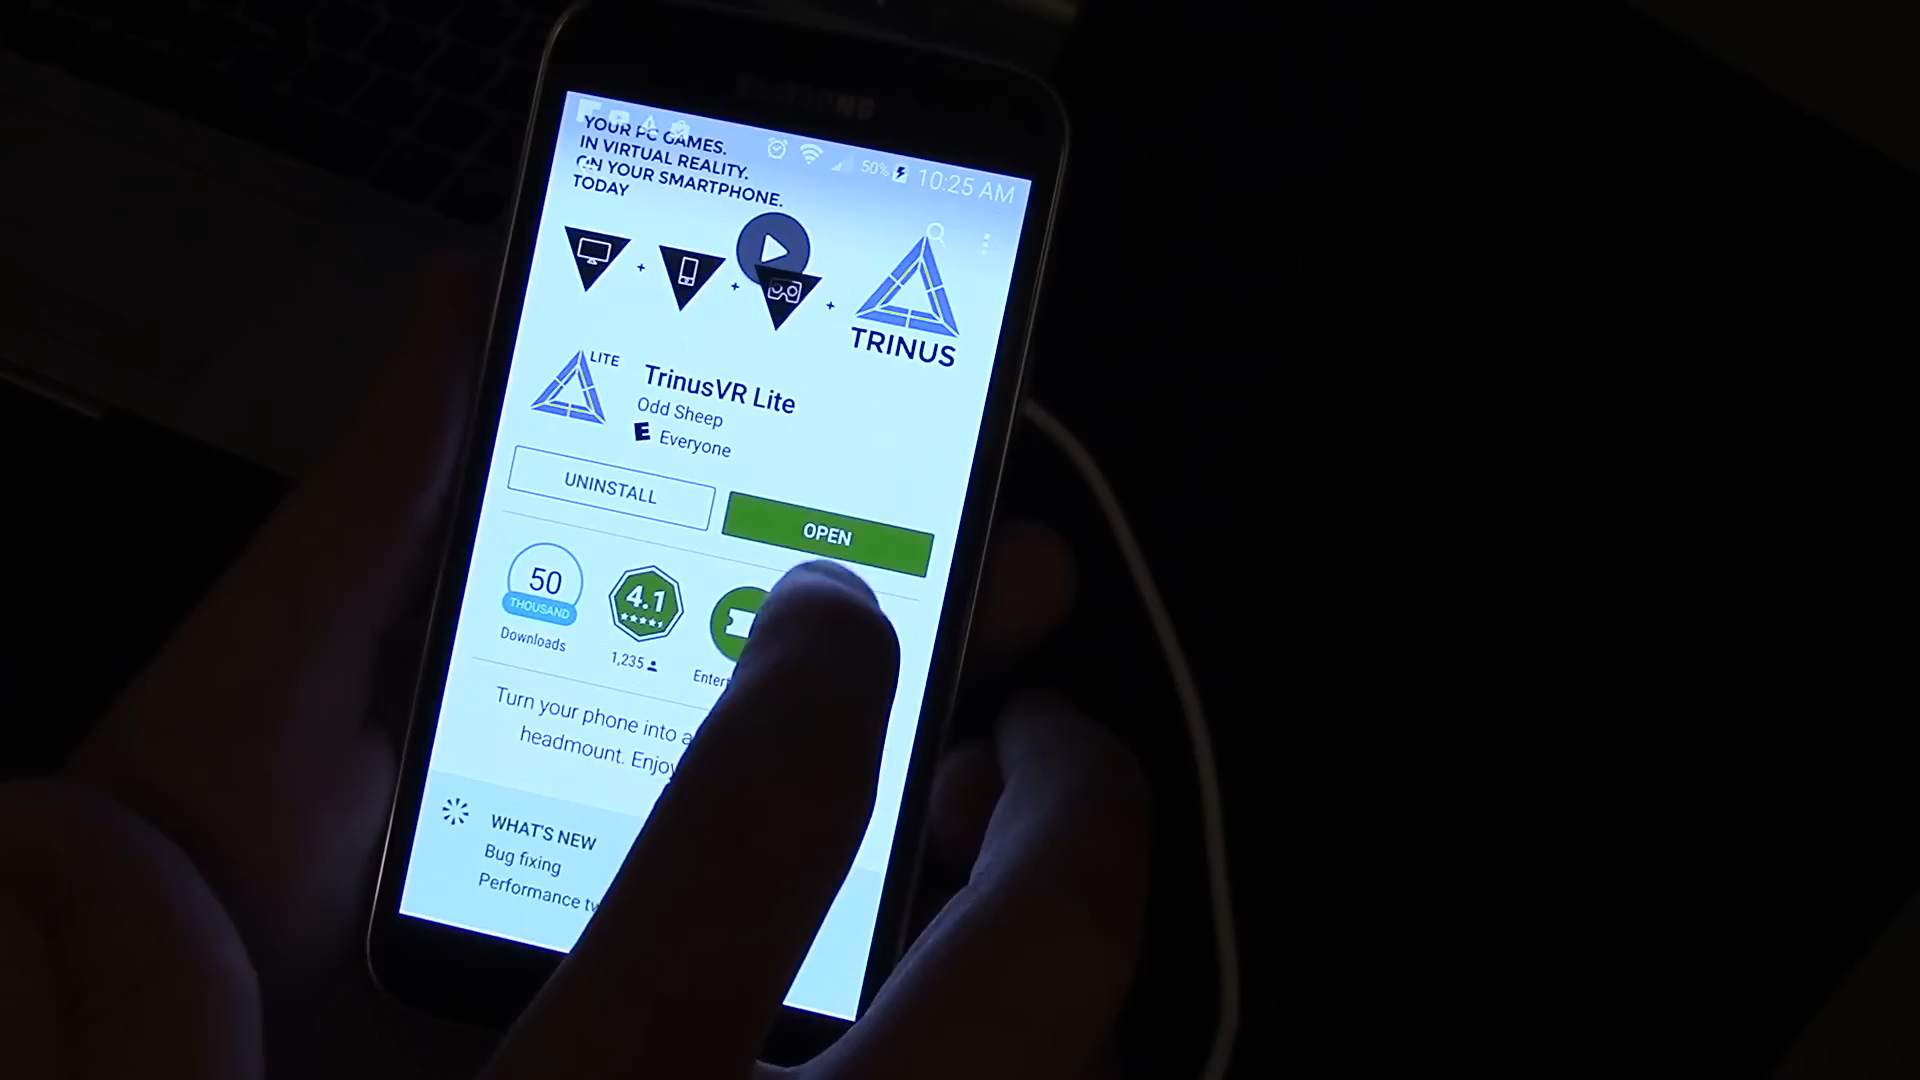 SAMSUNG
50%
10:25 AM
YOUR PC GAMES.
IN VIRTUAL REALITY.
ON YOUR SMARTPHONE.
TODAY
+
+
+
TRINUS
LITE
TrinusVR Lite
Odd Sheep
E Everyone
UNINSTALL
OPEN
50
THOUSAND
Downloads
4.1
1,235
Enter
Turn your phone into a
headmount. Enjoy
WHAT'S NEW
Bug fixing
Performance tw